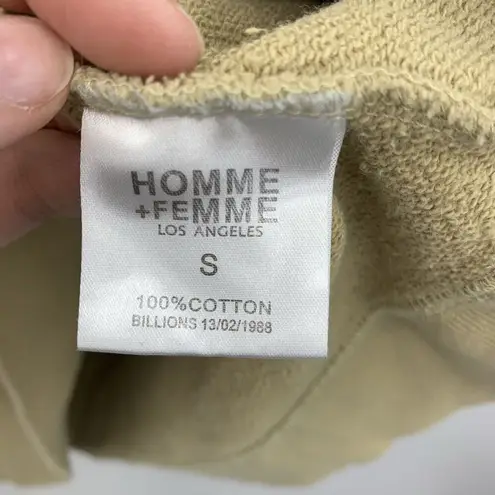 HOMME
+FEMME
LOS ANGELES
S
100%COTTON
BILLIONS 13/02/1988